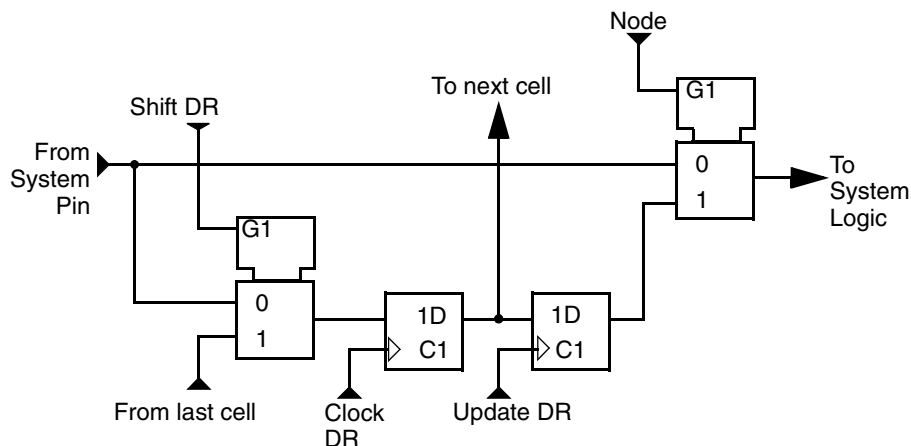 Node
G1
To next cell
Shift DR
From
System
Pin
0
1
To
System
Logic
G1
0
1
1D
C1
1D
C1
From last cell
Clock
DR
Update DR